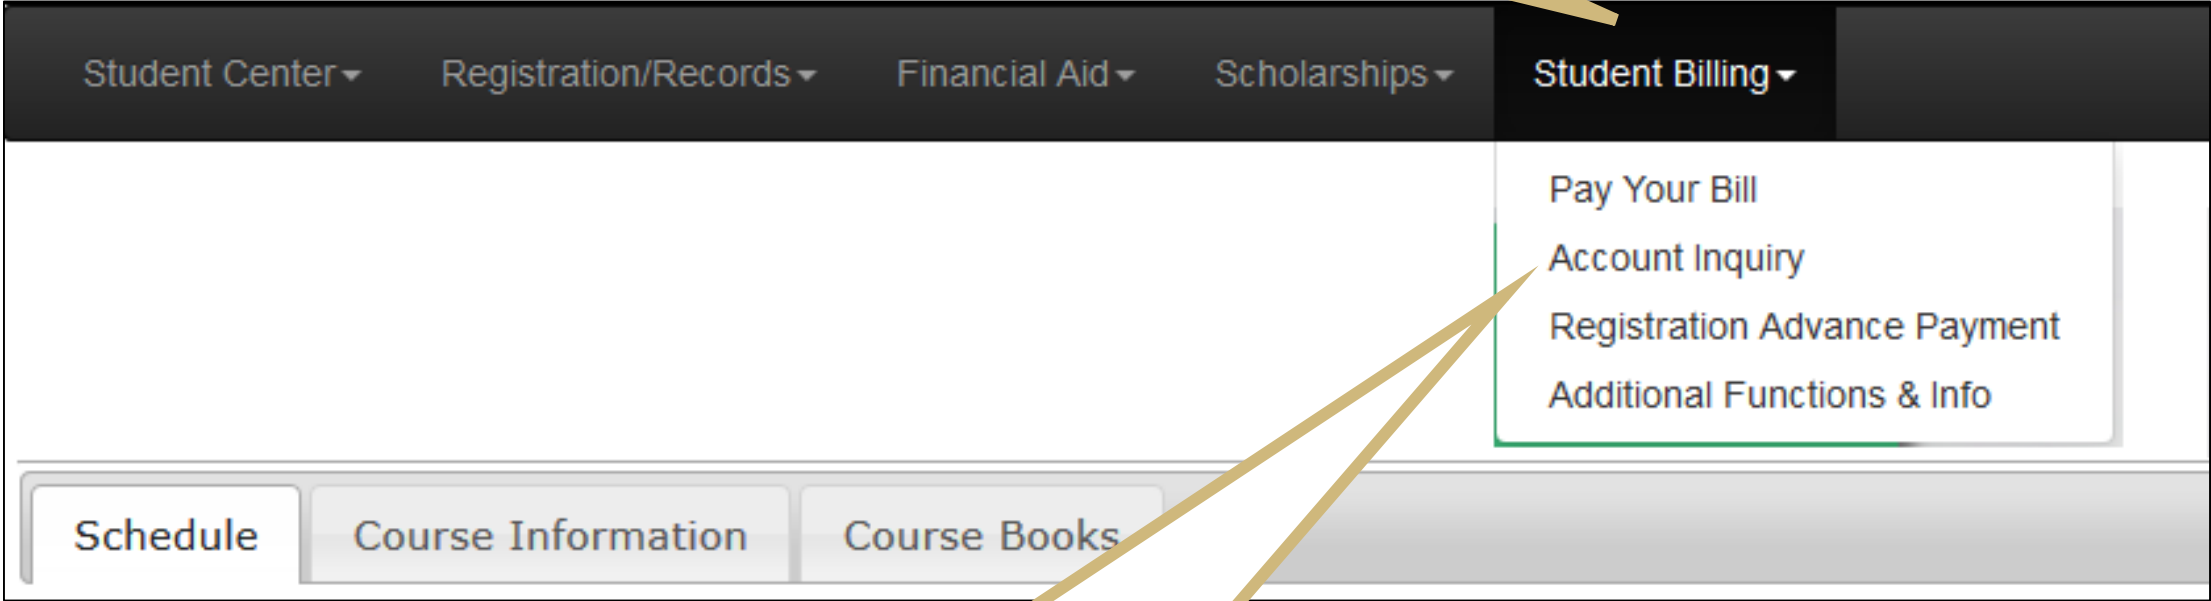 Student Center Registration/Records Financial Aid Scholarships Student Billing
Pay Your Bill
Account Inquiry
Registration Advance Payment
Additional Functions & Info
Schedule Course Information Course Books